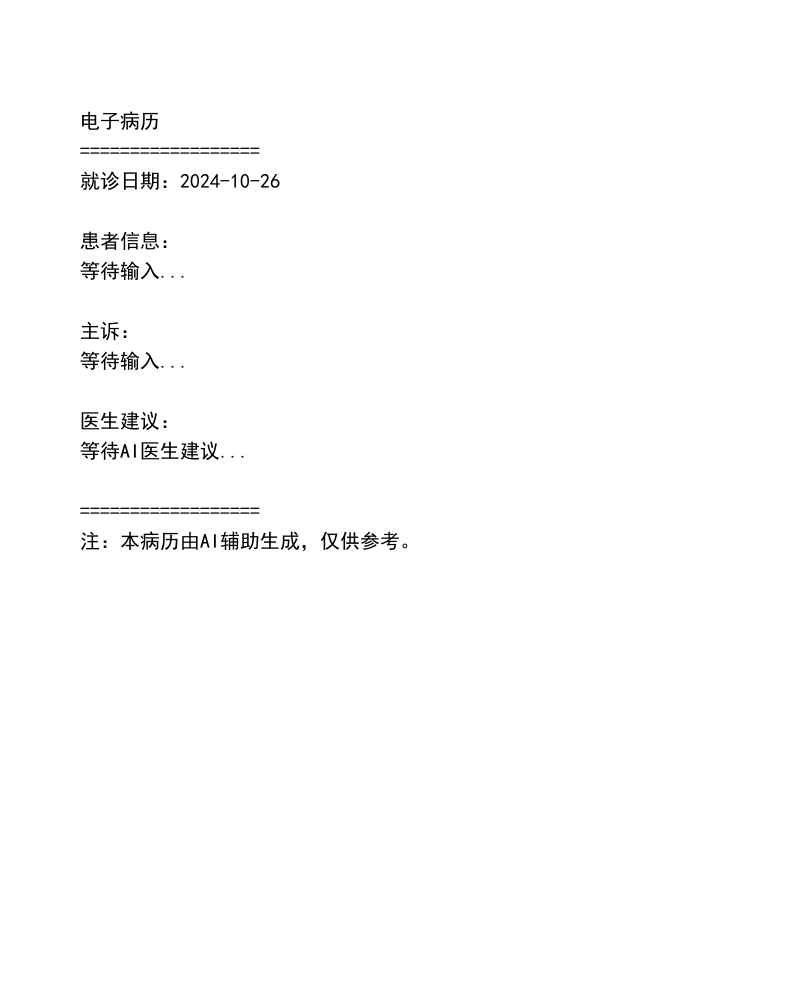 电子病历
==================
就诊日期：2024-10-26
患者信息：
等待输入...
主诉：
等待输入...
医生建议：
等待AI医生建议...
==================
注：本病历由AI辅助生成，仅供参考。